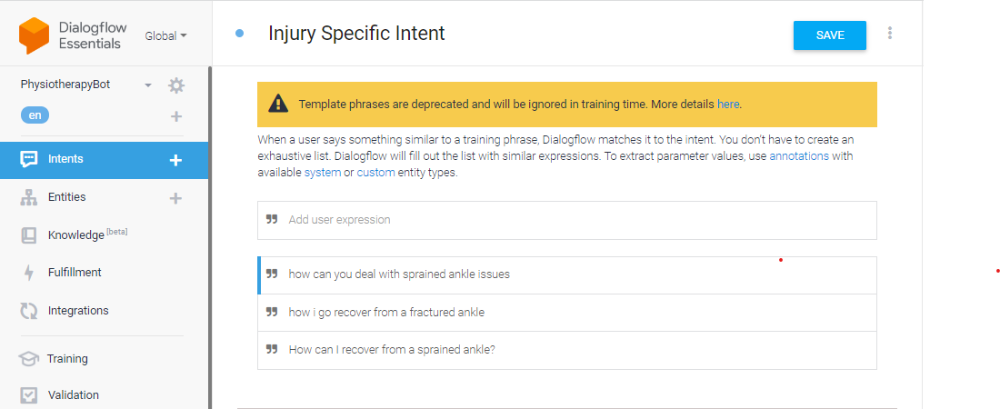 Dialogflow
Essentials
Global
Injury Specific Intent
SAVE
PhysiotherapyBot
en
Intents
Entities
Knowledge [beta]
Fulfillment
Integrations
Training
Validation
Template phrases are deprecated and will be ignored in training time. More details here.
When a user says something similar to a training phrase, Dialogflow matches it to the intent. You don't have to create an
exhaustive list. Dialogflow will fill out the list with similar expressions. To extract parameter values, use annotations with
available system or custom entity types.
Add user expression
how can you deal with sprained ankle issues
how i go recover from a fractured ankle
How can I recover from a sprained ankle?